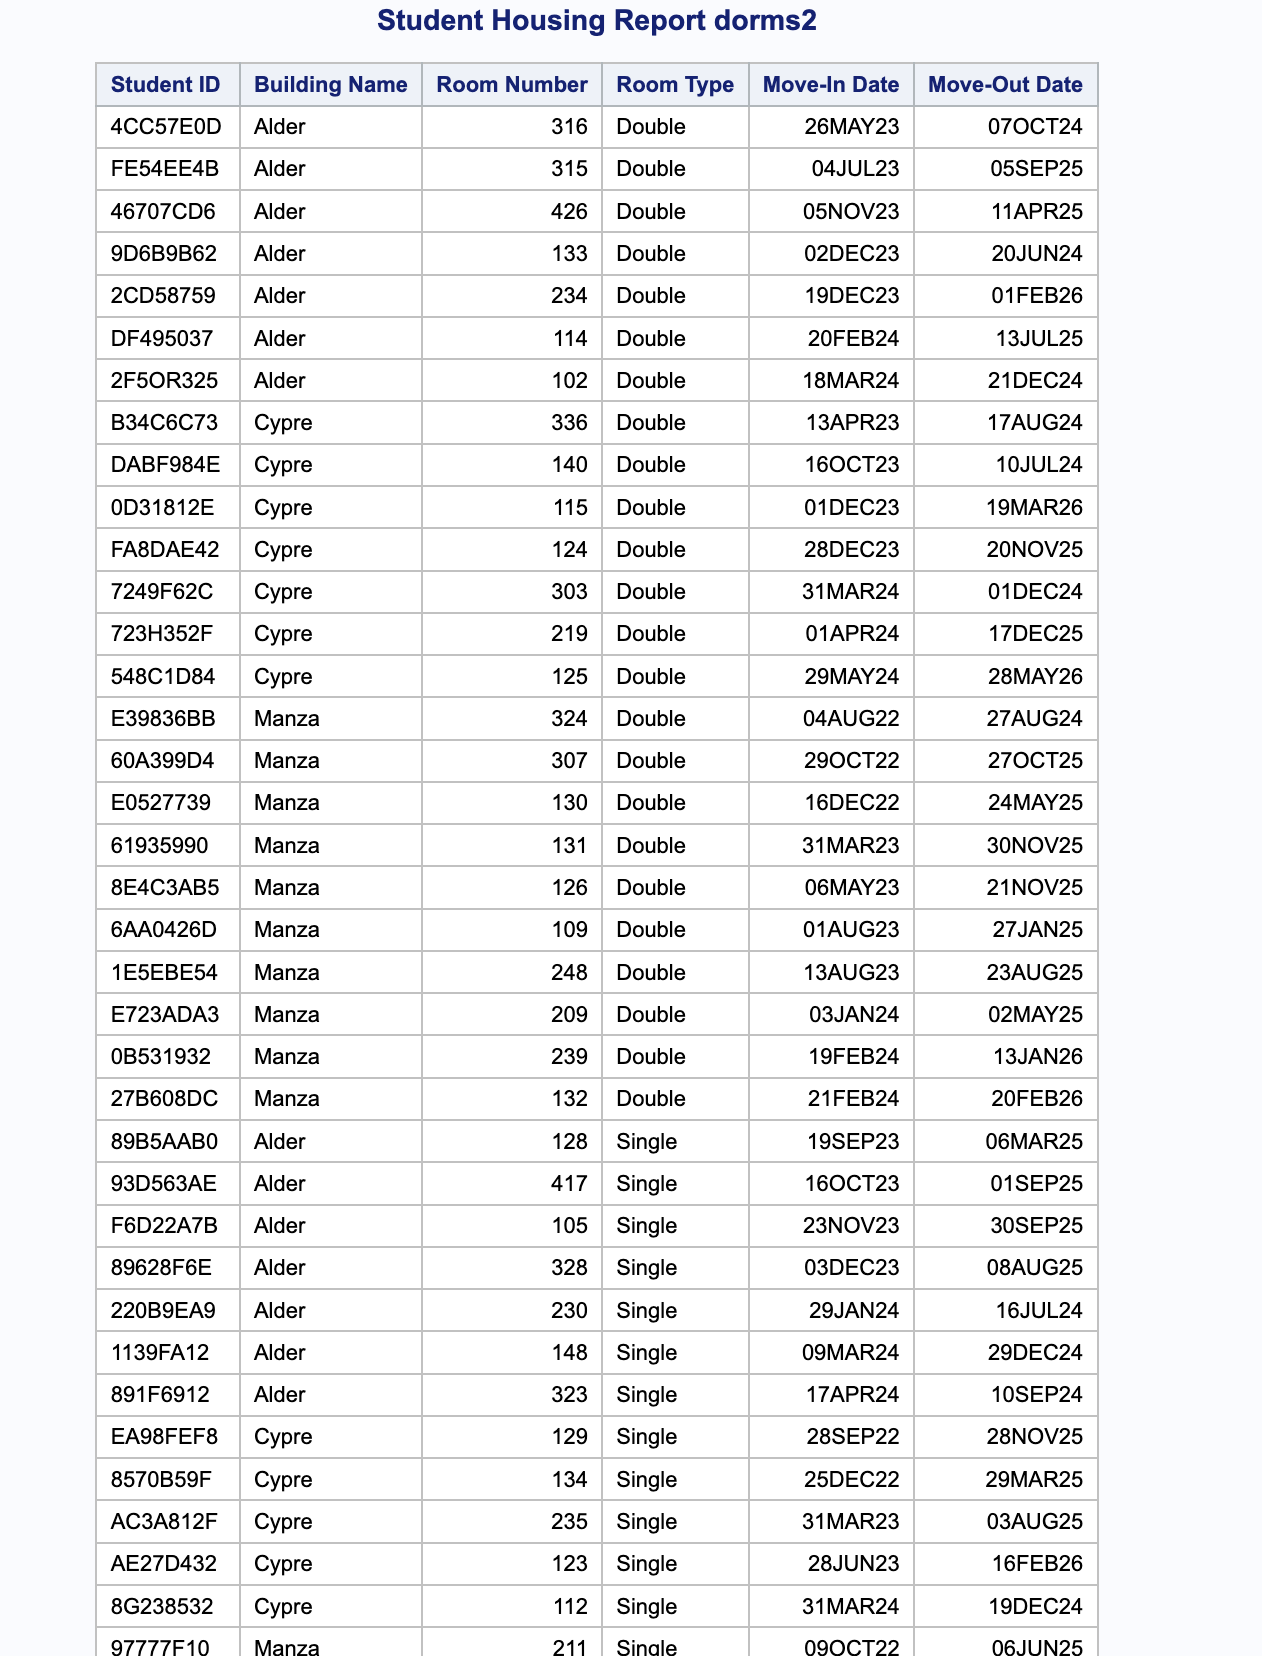 Student Housing Report dorms2
Student ID Building Name Room Number Room Type Move-In Date Move-Out Date
4CC57E0D Alder 316 Double 26MAY23 07OCT24
FE54EE4B Alder 315 Double 04JUL23 05SEP25
46707CD6 Alder 426 Double 05NOV23 11APR25
9D6B9B62 Alder 133 Double 02DEC23 20JUN24
2CD58759 Alder 234 Double 19DEC23 01FEB26
DF495037 Alder 114 Double 20FEB24 13JUL25
2F5OR325 Alder 102 Double 18MAR24 21DEC24
B34C6C73 Cypre 336 Double 13APR23 17AUG24
DABF984E Cypre 140 Double 16OCT23 10JUL24
0D31812E Cypre 115 Double 01DEC23 19MAR26
FA8DAE42 Cypre 124 Double 28DEC23 20NOV25
7249F62C Cypre 303 Double 31MAR24 01DEC24
723H352F Cypre 219 Double 01APR24 17DEC25
548C1D84 Cypre 125 Double 29MAY24 28MAY26
E39836BB Manza 324 Double 04AUG22 27AUG24
60A399D4 Manza 307 Double 29OCT22 27OCT25
E0527739 Manza 130 Double 16DEC22 24MAY25
61935990 Manza 131 Double 31MAR23 30NOV25
8E4C3AB5 Manza 126 Double 06MAY23 21NOV25
6AA0426D Manza 109 Double 01AUG23 27JAN25
1E5EBE54 Manza 248 Double 13AUG23 23AUG25
E723ADA3 Manza 209 Double 03JAN24 02MAY25
0B531932 Manza 239 Double 19FEB24 13JAN26
27B608DC Manza 132 Double 21FEB24 20FEB26
89B5AAB0 Alder 128 Single 19SEP23 06MAR25
93D563AE Alder 417 Single 16OCT23 01SEP25
F6D22A7B Alder 105 Single 23NOV23 30SEP25
89628F6E Alder 328 Single 03DEC23 08AUG25
220B9EA9 Alder 230 Single 29JAN24 16JUL24
1139FA12 Alder 148 Single 09MAR24 29DEC24
891F6912 Alder 323 Single 17APR24 10SEP24
EA98FEF8 Cypre 129 Single 28SEP22 28NOV25
8570B59F Cypre 134 Single 25DEC22 29MAR25
AC3A812F Cypre 235 Single 31MAR23 03AUG25
AE27D432 Cypre 123 Single 28JUN23 16FEB26
8G238532 Cypre 112 Single 31MAR24 19DEC24
97777F10 Manza 211 Single 09OCT22 06JUN25